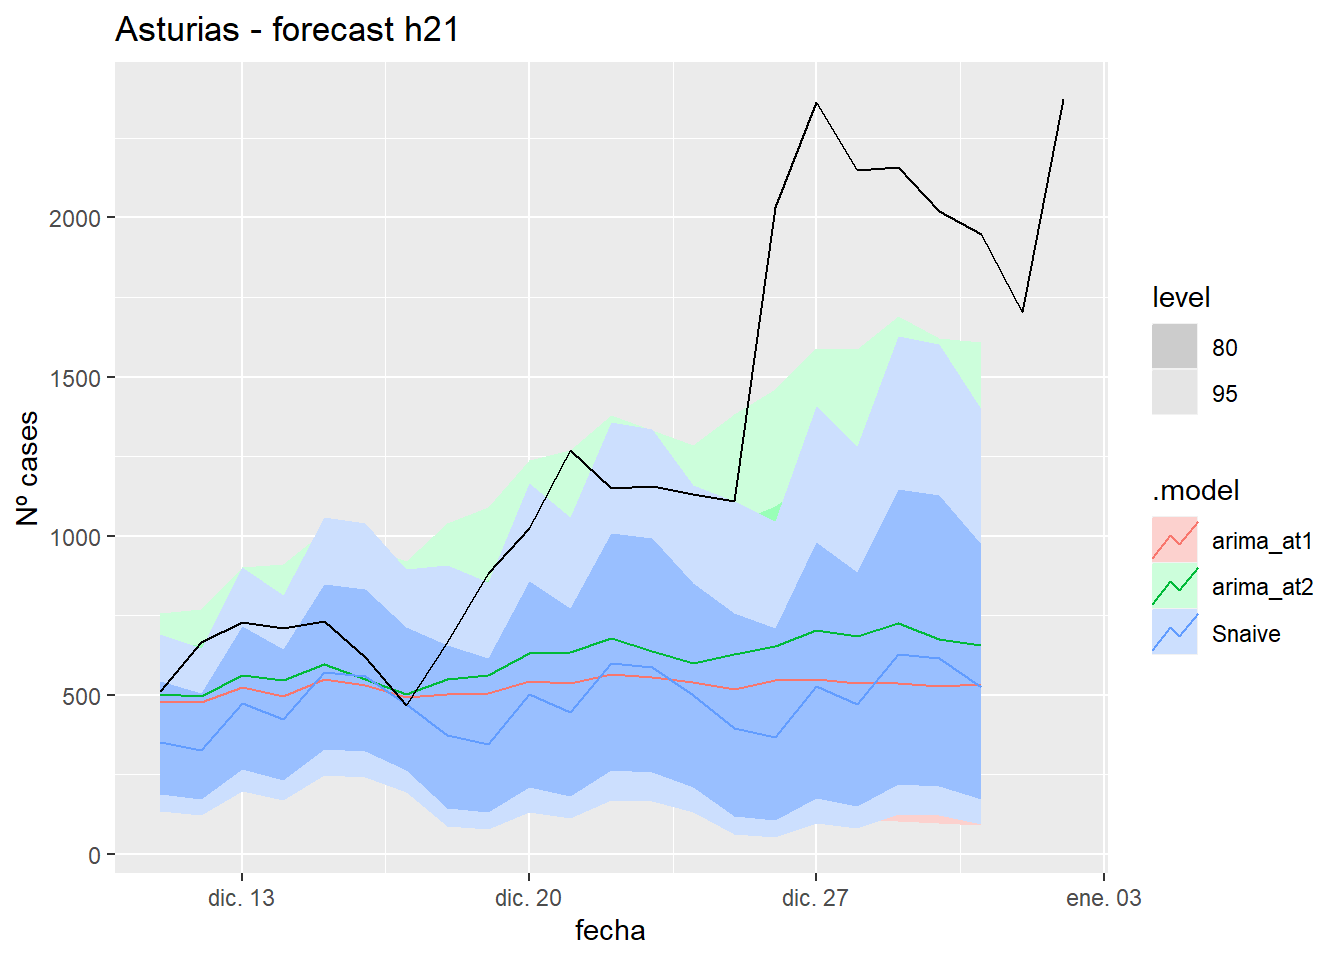 Asturias - forecast h21
Nº cases
2000
1500
1000
500
0
dic. 13
dic. 20
dic. 27
ene. 03
fecha
level
80
95
.model
arima_at1
arima_at2
Snaive